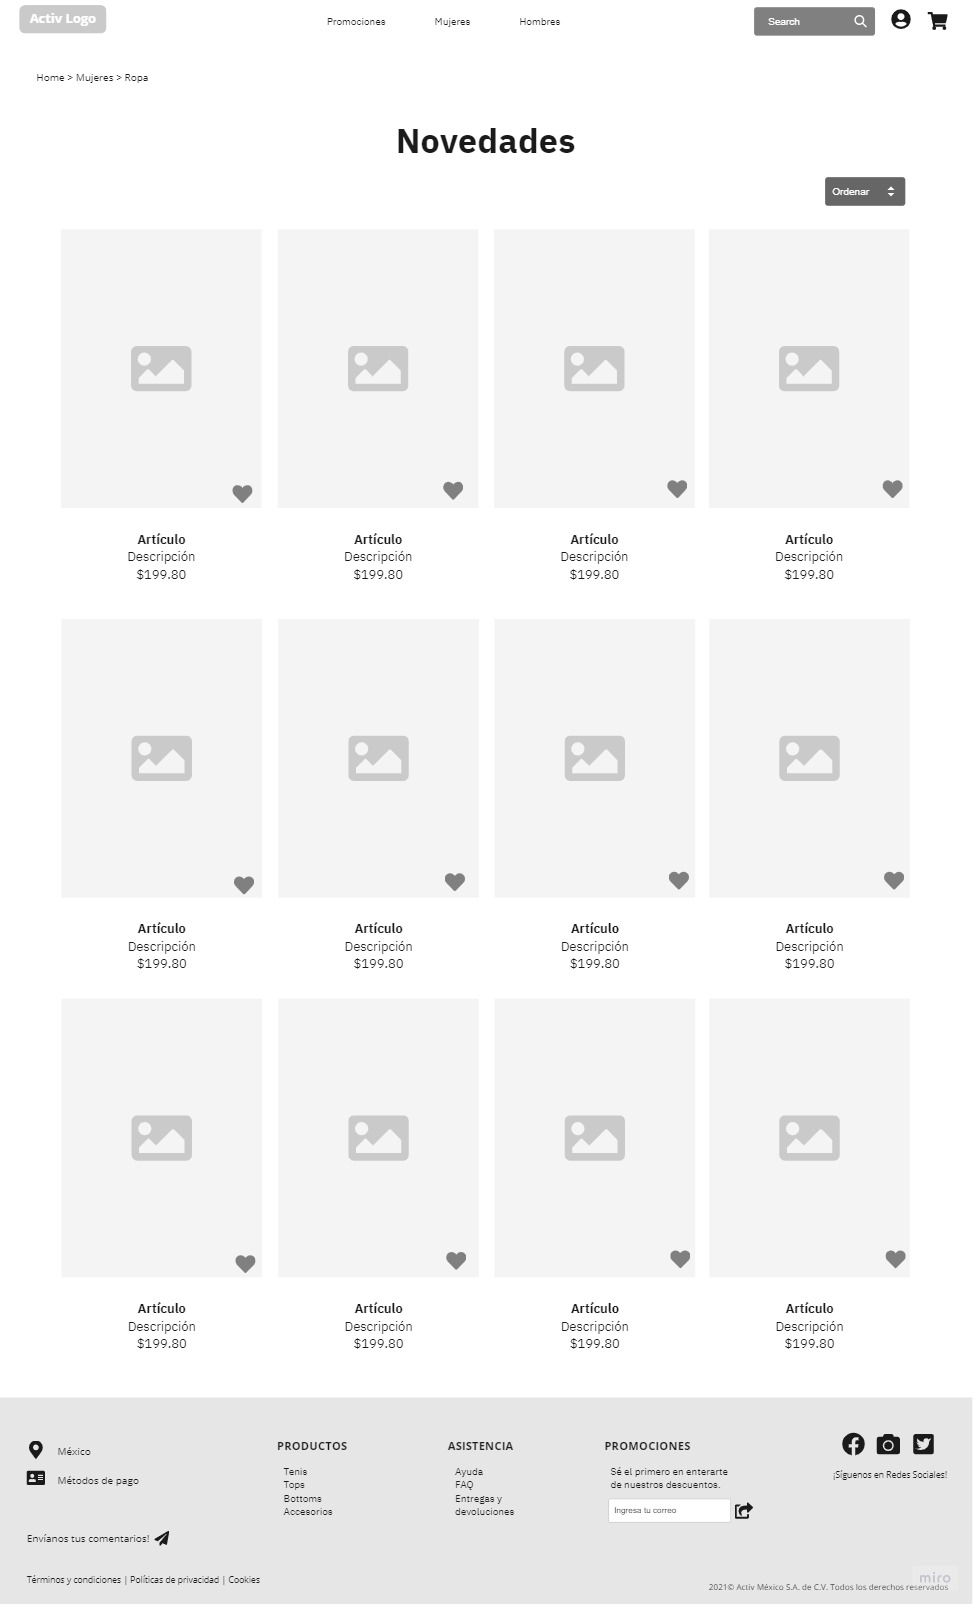 Activ Logo
Promociones Mujeres Hombres
Search
Home > Mujeres > Ropa
Novedades
Ordenar
Artículo Artículo Artículo Artículo
Descripción Descripción Descripción Descripción
$199.80 $199.80 $199.80 $199.80
Artículo Artículo Artículo Artículo
Descripción Descripción Descripción Descripción
$199.80 $199.80 $199.80 $199.80
Artículo Artículo Artículo Artículo
Descripción Descripción Descripción Descripción
$199.80 $199.80 $199.80 $199.80
México
Métodos de pago
Envíanos tus comentarios!
PRODUCTOS
Tenis
Tops
Bottoms
Accesorios
ASISTENCIA
Ayuda
FAQ
Entregas y
devoluciones
PROMOCIONES
Sé el primero en enterarte
de nuestros descuentos.
Ingresa tu correo
¡Síguenos en Redes Sociales!
Términos y condiciones | Políticas de privacidad | Cookies
miro
2021© Activ México S.A. de C.V. Todos los derechos reservados